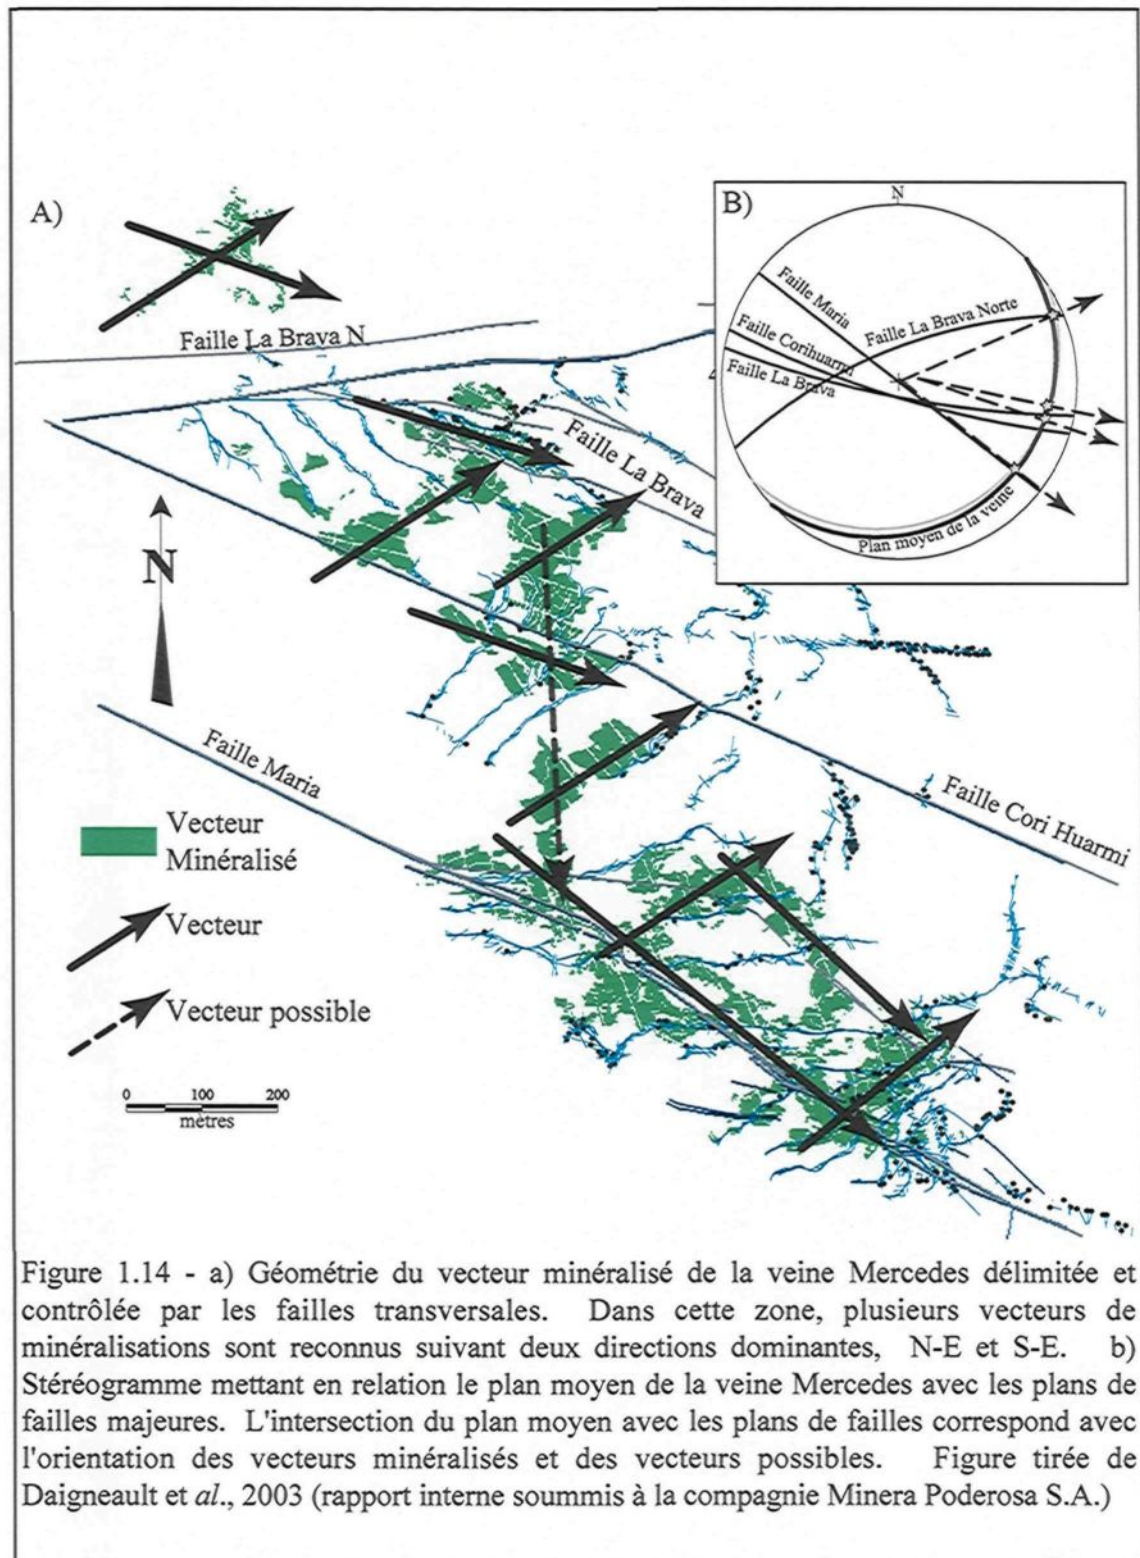 A)
Faille La Brava N
Faille La Brava
N
Faille Maria
Faille Cori Huarmi
Vecteur
Minéralisé
Vecteur
Vecteur possible
0 100 200
mètres
B)
N
Faille Maria
Faille La Brava Norte
Faille Corihuarmi
Faille La Brava
Plan moyen de la veine
Figure 1.14 - a) Géométrie du vecteur minéralisé de la veine Mercedes délimitée et
contrôlée par les failles transversales. Dans cette zone, plusieurs vecteurs de
minéralisations sont reconnus suivant deux directions dominantes, N-E et S-E. b)
Stéréogramme mettant en relation le plan moyen de la veine Mercedes avec les plans de
failles majeures. L'intersection du plan moyen avec les plans de failles correspond avec
l'orientation des vecteurs minéralisés et des vecteurs possibles. Figure tirée de
Daigneault et al., 2003 (rapport interne soummis à la compagnie Minera Poderosa S.A.)